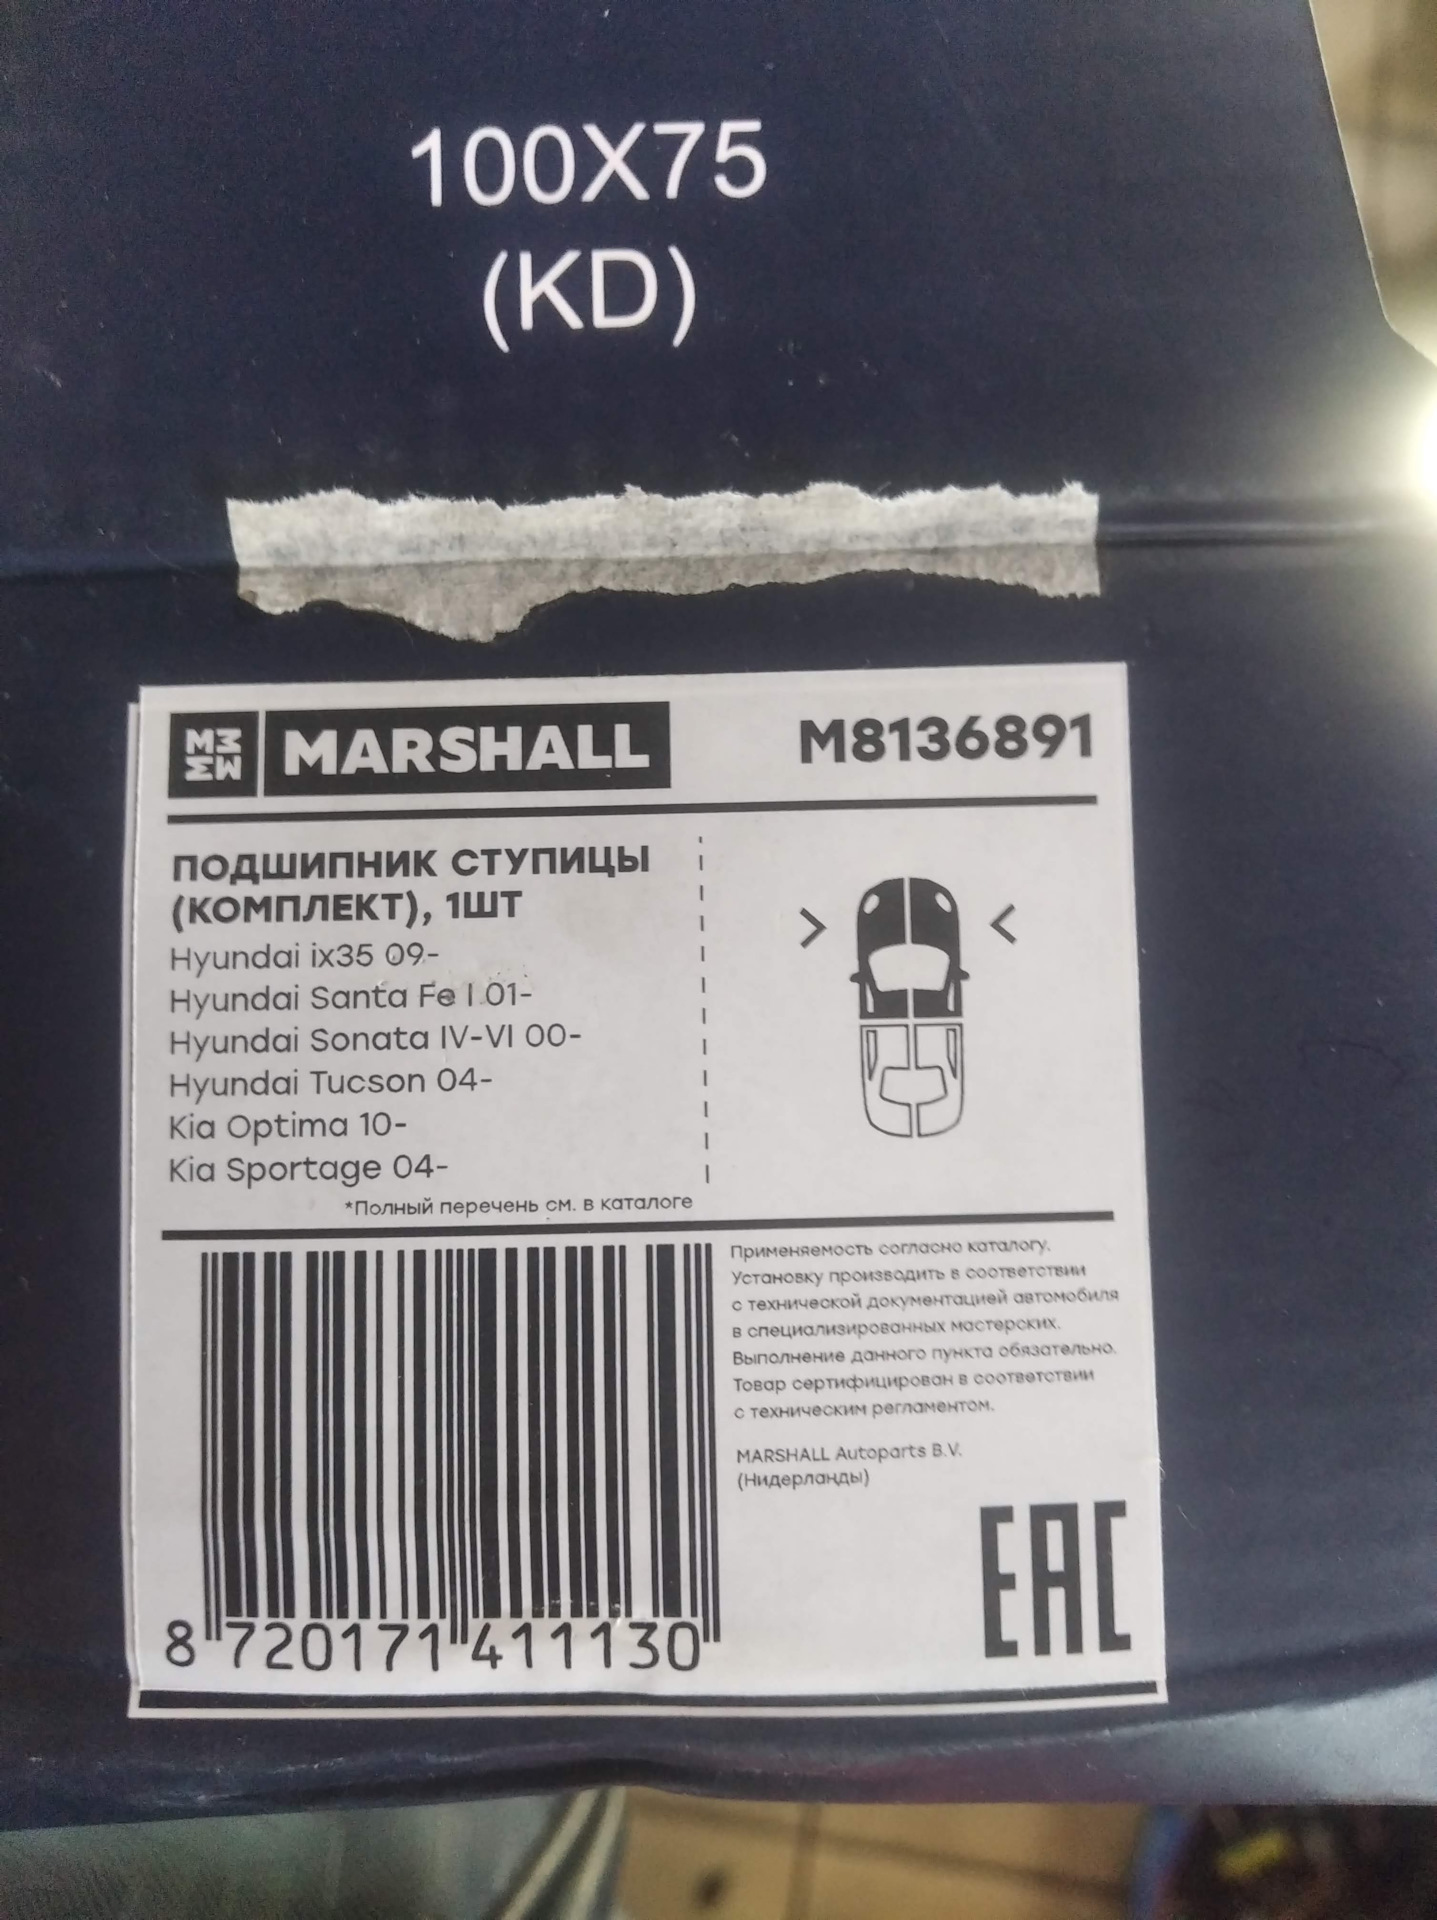 100X75
(KD)
MARSHALL M8136891
ПОДШИПНИК СТУПИЦЫ
(КОМПЛЕКТ), 1ШТ
Hyundai ix35 09-
Hyundai Santa Fe I 01-
Hyundai Sonata IV-VI 00-
Hyundai Tucson 04-
Kia Optima 10-
Kia Sportage 04-
*Полный перечень см. в каталоге
Применяемость согласно каталогу.
Установку производить в соответствии
с технической документацией автомобиля
в специализированных мастерских.
Выполнение данного пункта обязательно.
Товар сертифицирован в соответствии
с техническим регламентом.
MARSHALL Autoparts B.V.
(Нидерланды)
EAC
8 720171 411130